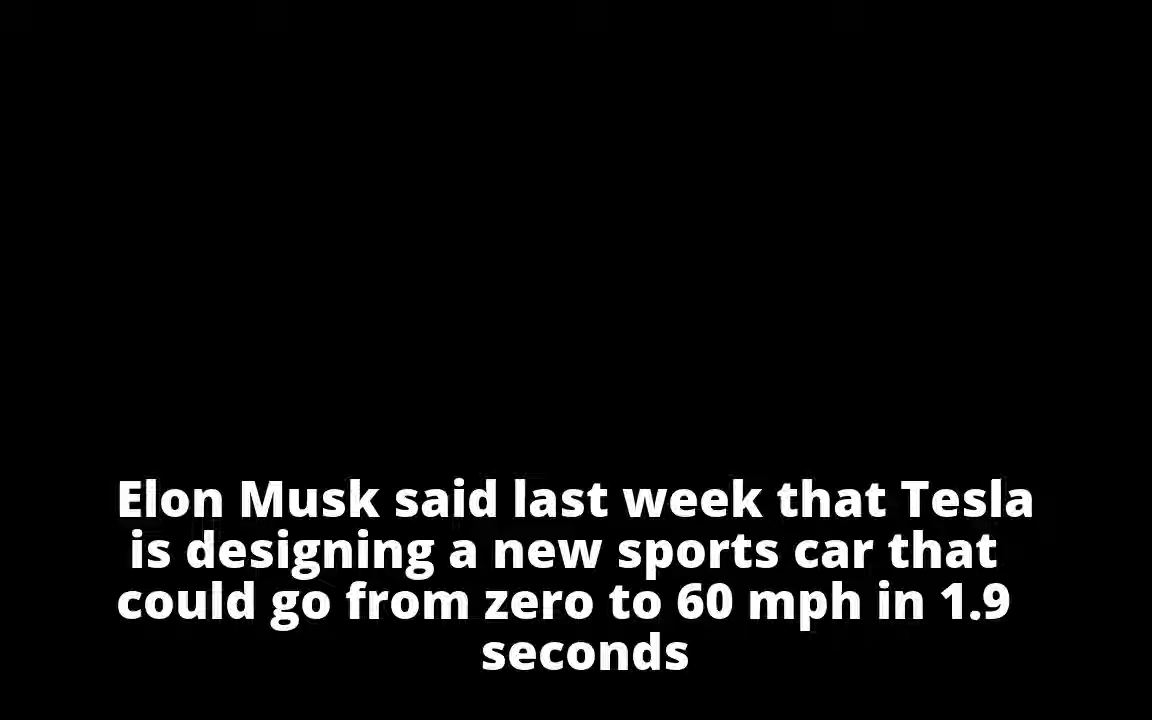 Elon Musk said last week that Tesla
is designing a new sports car that
could go from zero to 60 mph in 1.9
seconds